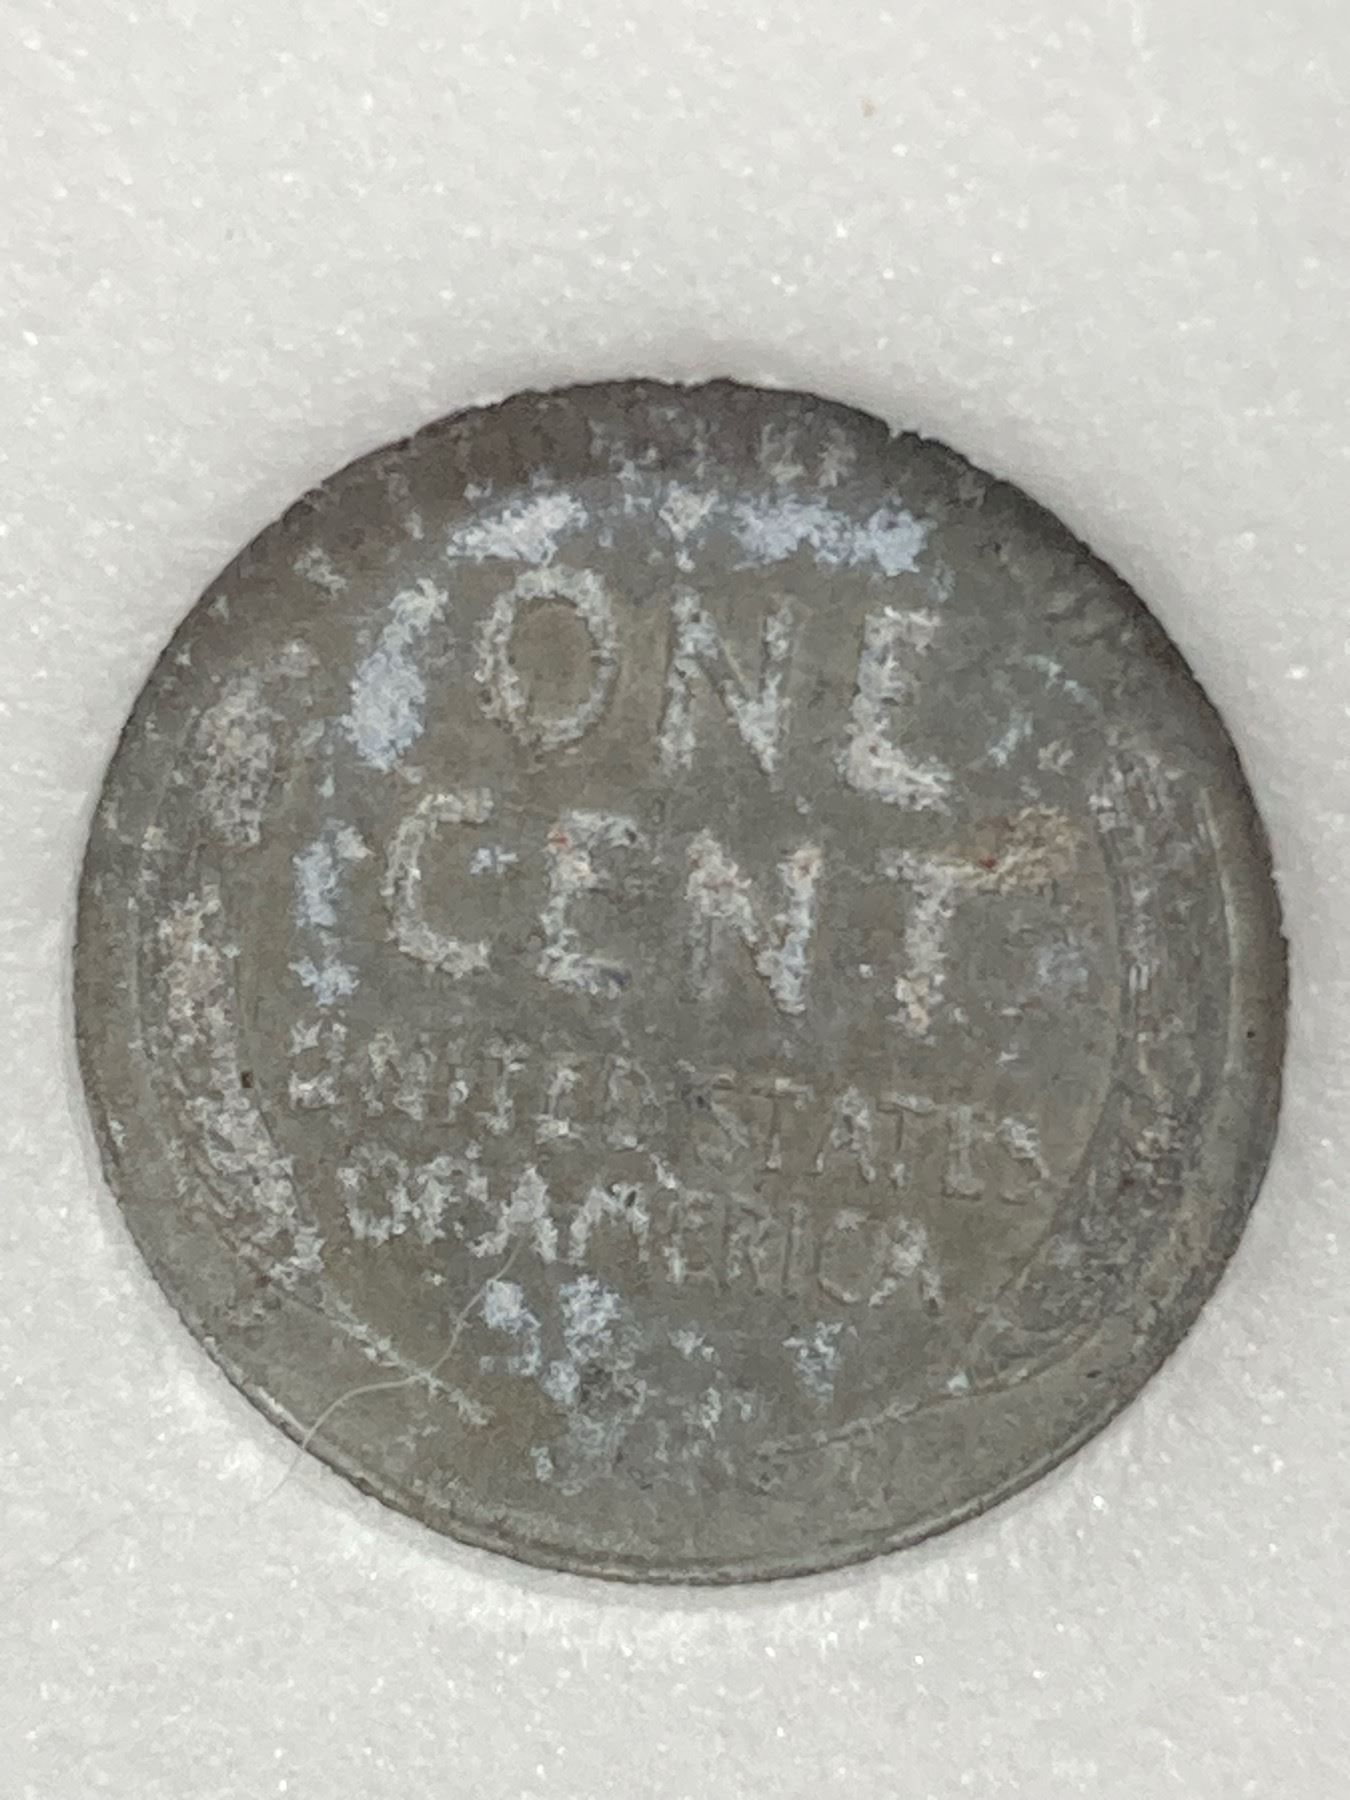 ONE
CENT
UNITED STATES
OF AMERICA